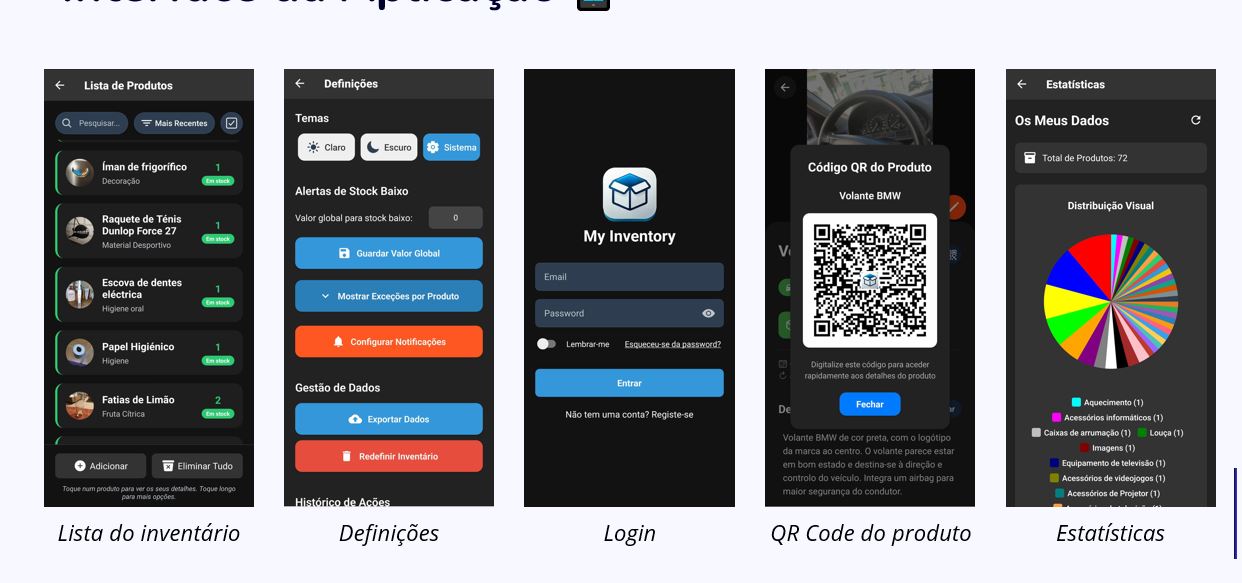 Interface da Aplicação
Lista de Produtos
Pesquisar...
Mais Recentes
Íman de frigorífico
Decoração
1
Em stock
Raquete de Ténis
Dunlop Force 27
Material Desportivo
1
Em stock
Escova de dentes
eléctrica
Higiene oral
1
Em stock
Papel Higiénico
Higiene
1
Em stock
Fatias de Limão
Fruta Cítrica
2
Em stock
Adicionar
Eliminar Tudo
Toque num produto para ver os seus detalhes. Toque longo
para mais opções.
Lista do inventário
Definições
Temas
Claro
Escuro
Sistema
Alertas de Stock Baixo
Valor global para stock baixo:
0
Guardar Valor Global
Mostrar Exceções por Produto
Configurar Notificações
Gestão de Dados
Exportar Dados
Redefinir Inventário
Histórico de Ações
Definições
My Inventory
Email
Password
Lembrar-me
Esqueceu-se da password?
Entrar
Não tem uma conta? Registe-se
Login
Código QR do Produto
Volante BMW
Digitalize este código para aceder
rapidamente aos detalhes do produto
Fechar
Volante BMW de cor preta, com o logótipo
da marca ao centro. O volante parece estar
em bom estado e destina-se à direção e
controlo do veículo. Integra um airbag para
maior segurança do condutor.
QR Code do produto
Estatísticas
Os Meus Dados
Total de Produtos: 72
Distribuição Visual
Aquecimento (1)
Acessórios informáticos (1)
Caixas de arrumação (1)
Louça (1)
Imagens (1)
Equipamento de televisão (1)
Acessórios de videojogos (1)
Acessórios de Projetor (1)
Estatísticas